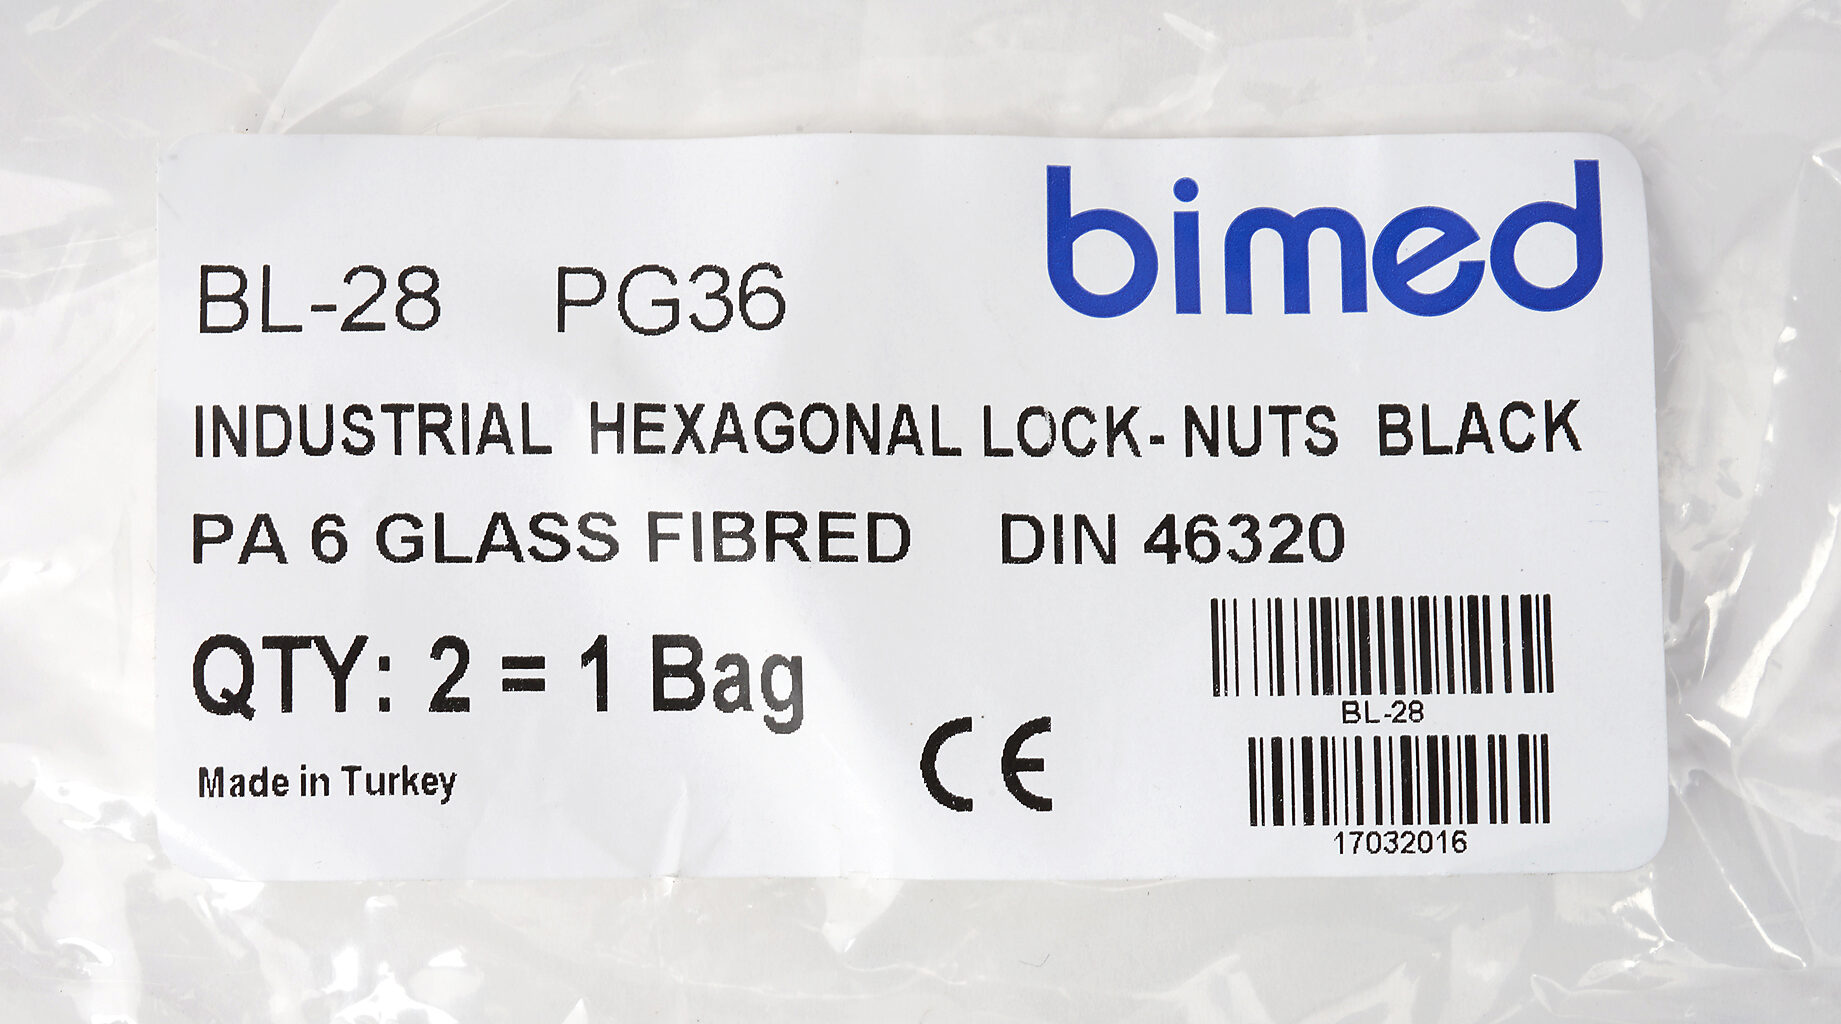 bimed
BL-28 PG36
INDUSTRIAL HEXAGONAL LOCK- NUTS BLACK
PA 6 GLASS FIBRED DIN 46320
QTY: 2 = 1 Bag
BL-28
Made in Turkey
CE
17032016